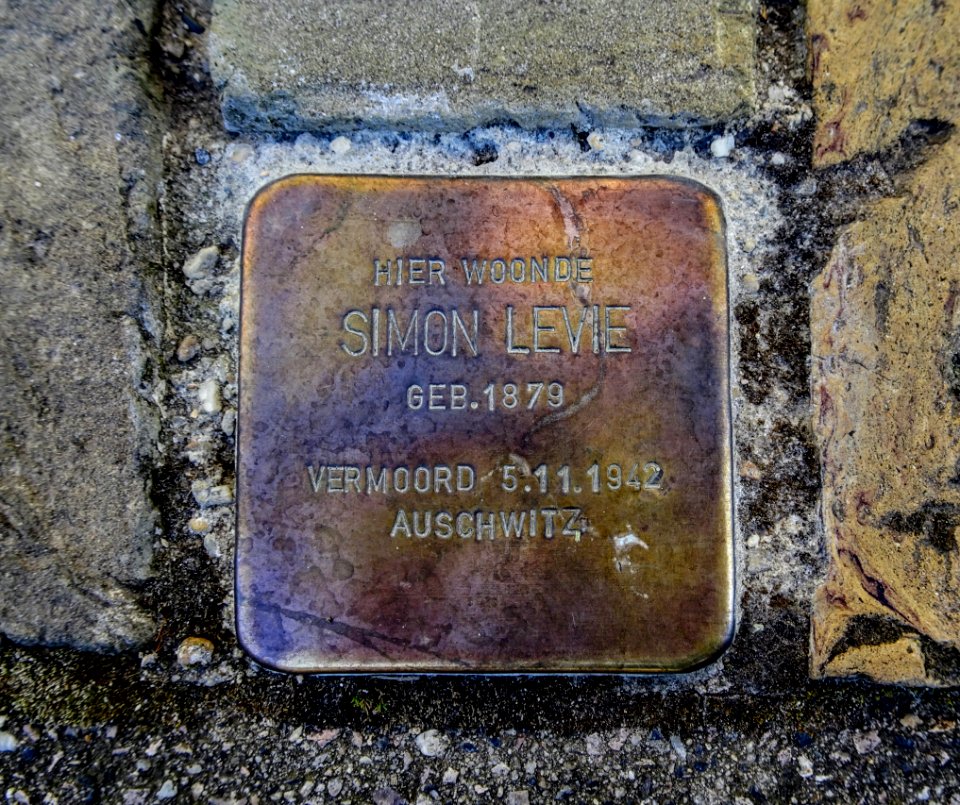 HIER WOONDE
SIMON LEVIE
GEB.1879
VERMOORD 5.11.1942
AUSCHWITZ